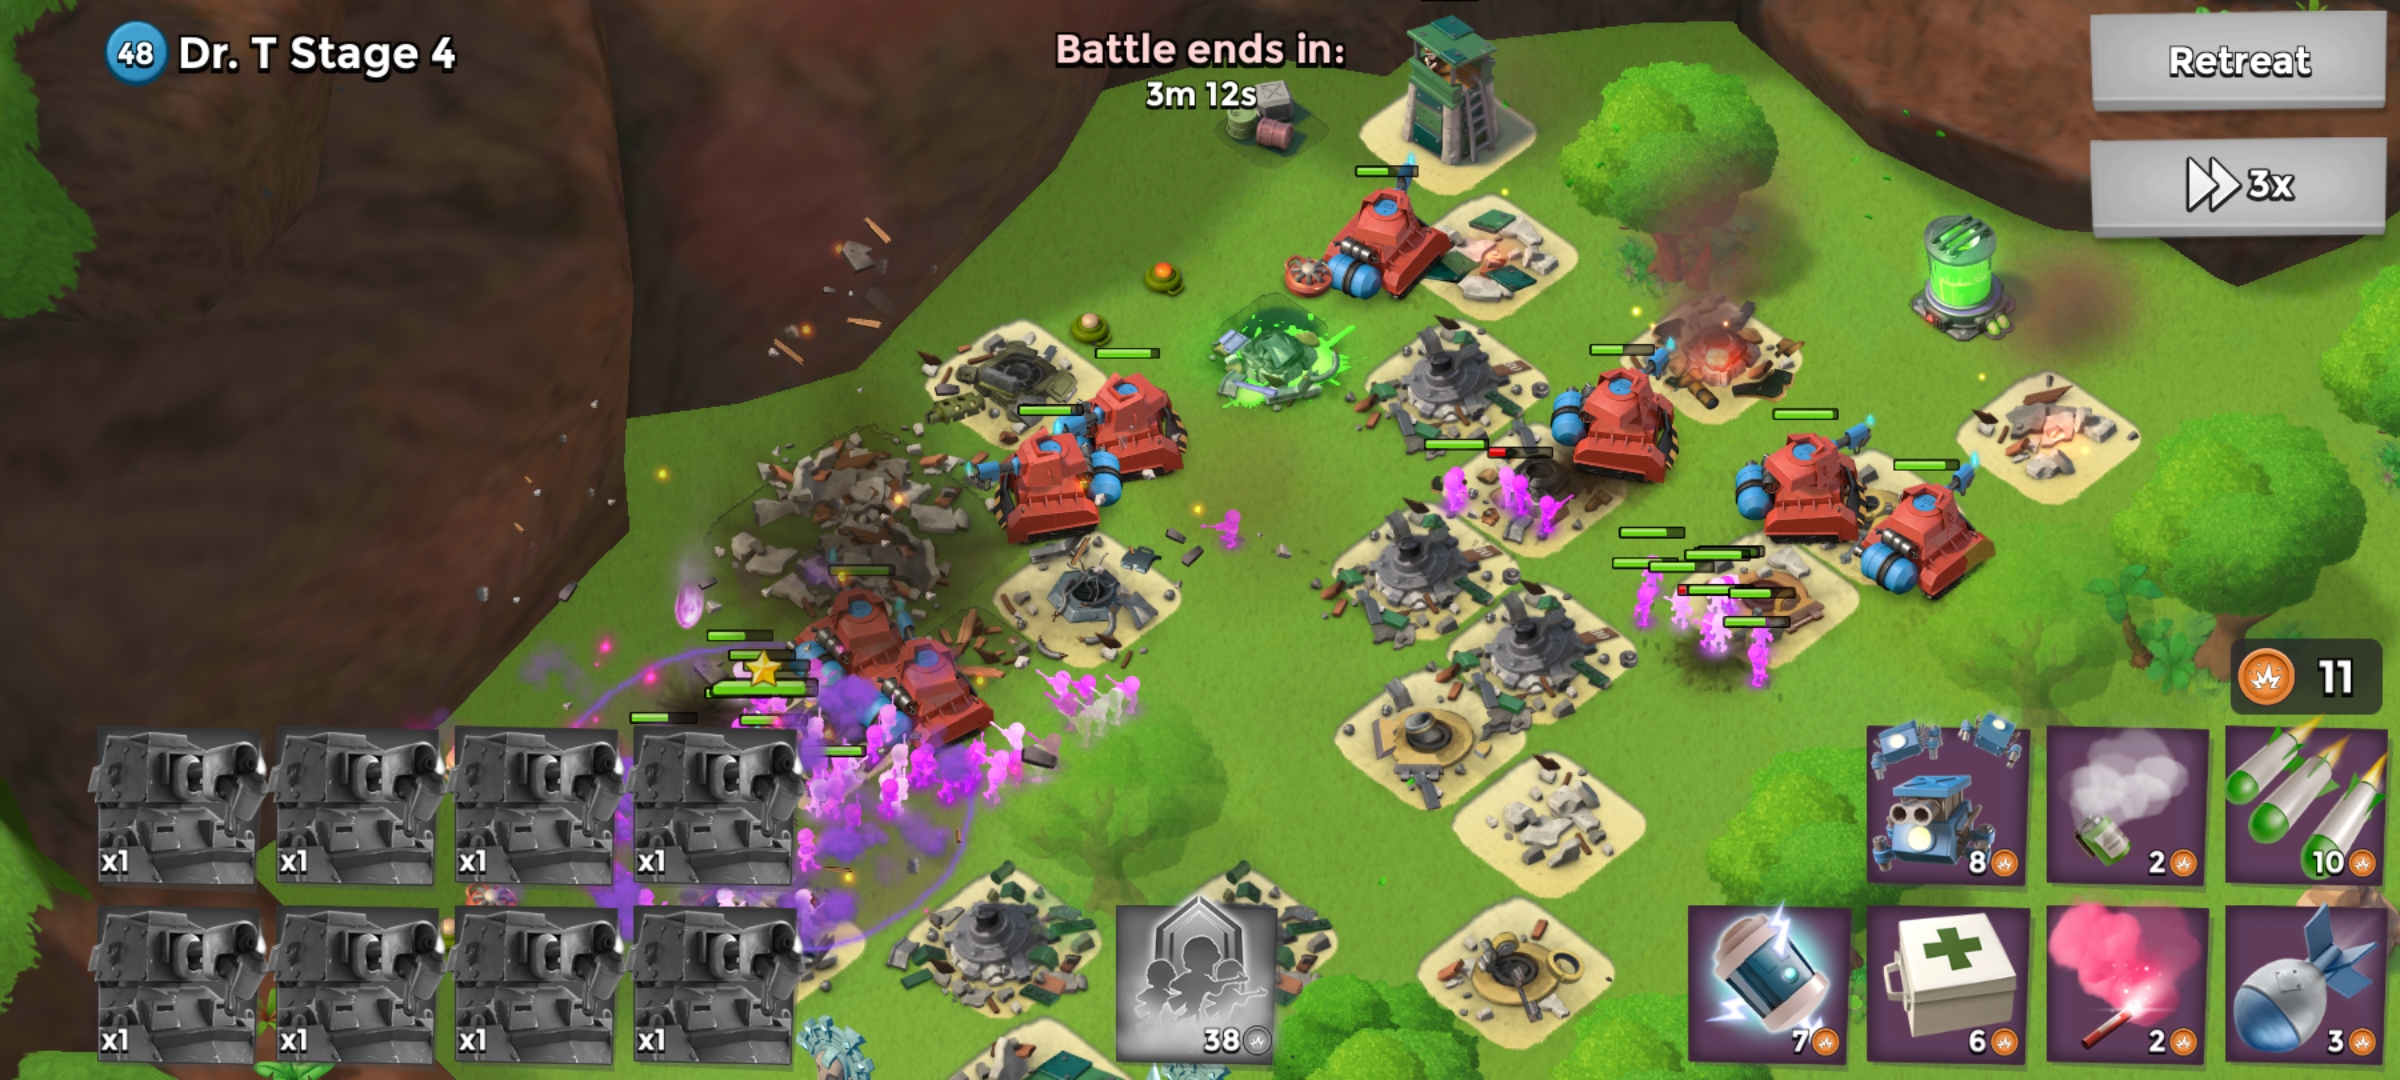 48 Dr. T Stage 4
Battle ends in:
3m 12s
Retreat
3x
11
x1 x1 x1 x1
8 2 10
x1 x1 x1 x1
38
7 6 2 3